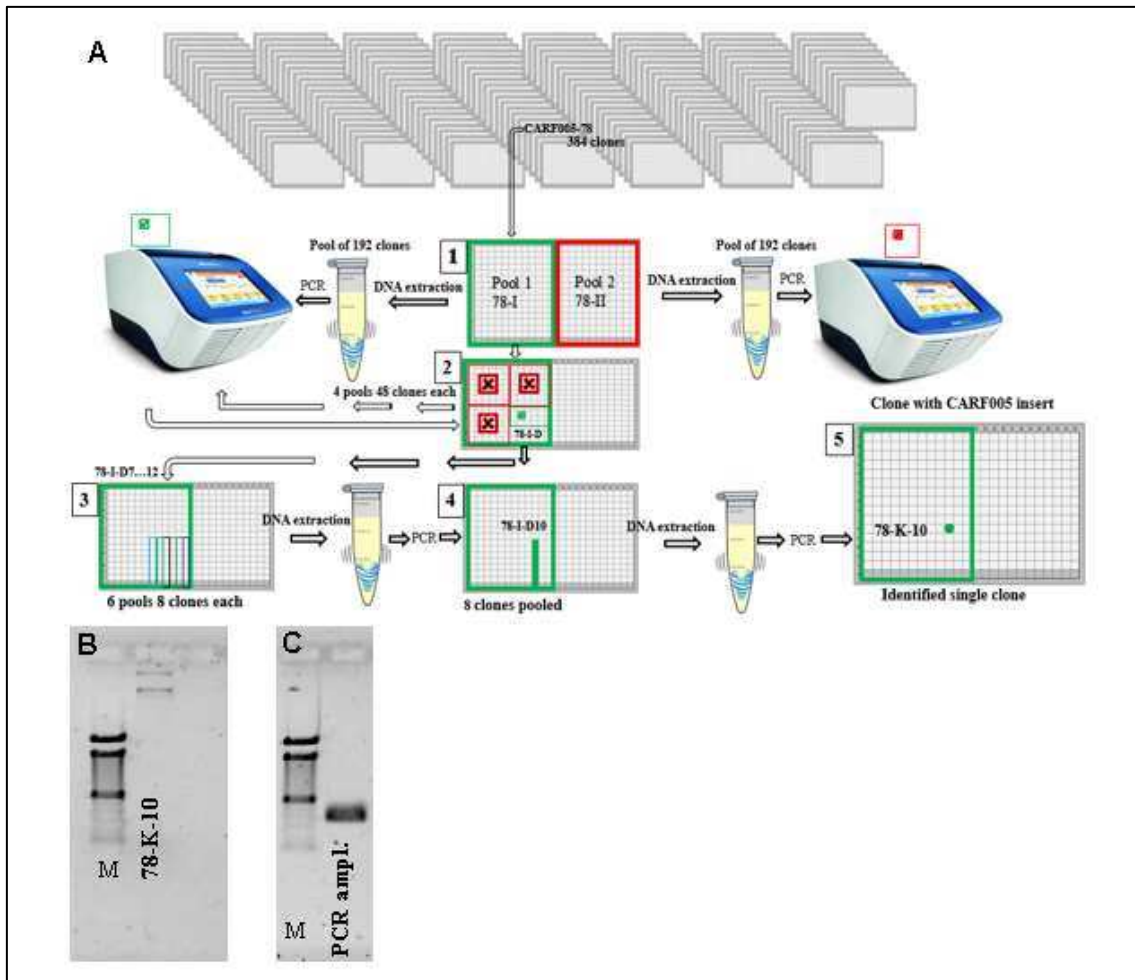 A
CARF005-78
384 clones
Pool of 192 clones
PCR
DNA extraction
1
Pool 1
78-I
Pool 2
78-II
DNA extraction
Pool of 192 clones
PCR
2
4 pools 48 clones each
78-I-D
Clone with CARF005 insert
78-I-D7...12
3
DNA extraction
PCR
4
78-I-D10
DNA extraction
PCR
5
78-K-10
6 pools 8 clones each
8 clones pooled
Identified single clone
B
M
78-K-10
C
M
PCR ampl.